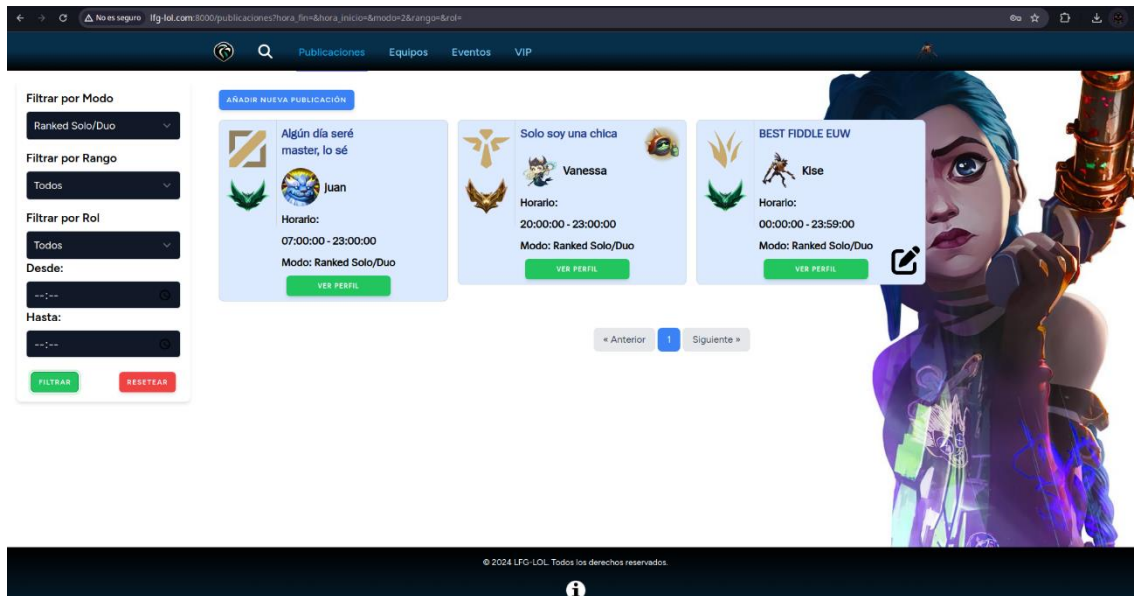 No es seguro lfg-lol.com:8000/publicaciones?hora_fin=&hora_inicio=&modo=2&rango=&rol=
Publicaciones Equipos Eventos VIP
Filtrar por Modo
Ranked Solo/Duo
Filtrar por Rango
Todos
Filtrar por Rol
Todos
Desde:
--:--
Hasta:
--:--
FILTRAR RESETEAR
AÑADIR NUEVA PUBLICACIÓN
Algún día seré
master, lo sé
Juan
Horario:
07:00:00 - 23:00:00
Modo: Ranked Solo/Duo
VER PERFIL
Solo soy una chica
Vanessa
Horario:
20:00:00 - 23:00:00
Modo: Ranked Solo/Duo
VER PERFIL
BEST FIDDLE EUW
Kise
Horario:
00:00:00 - 23:59:00
Modo: Ranked Solo/Duo
VER PERFIL
« Anterior 1 Siguiente »
© 2024 LFG-LOL. Todos los derechos reservados.